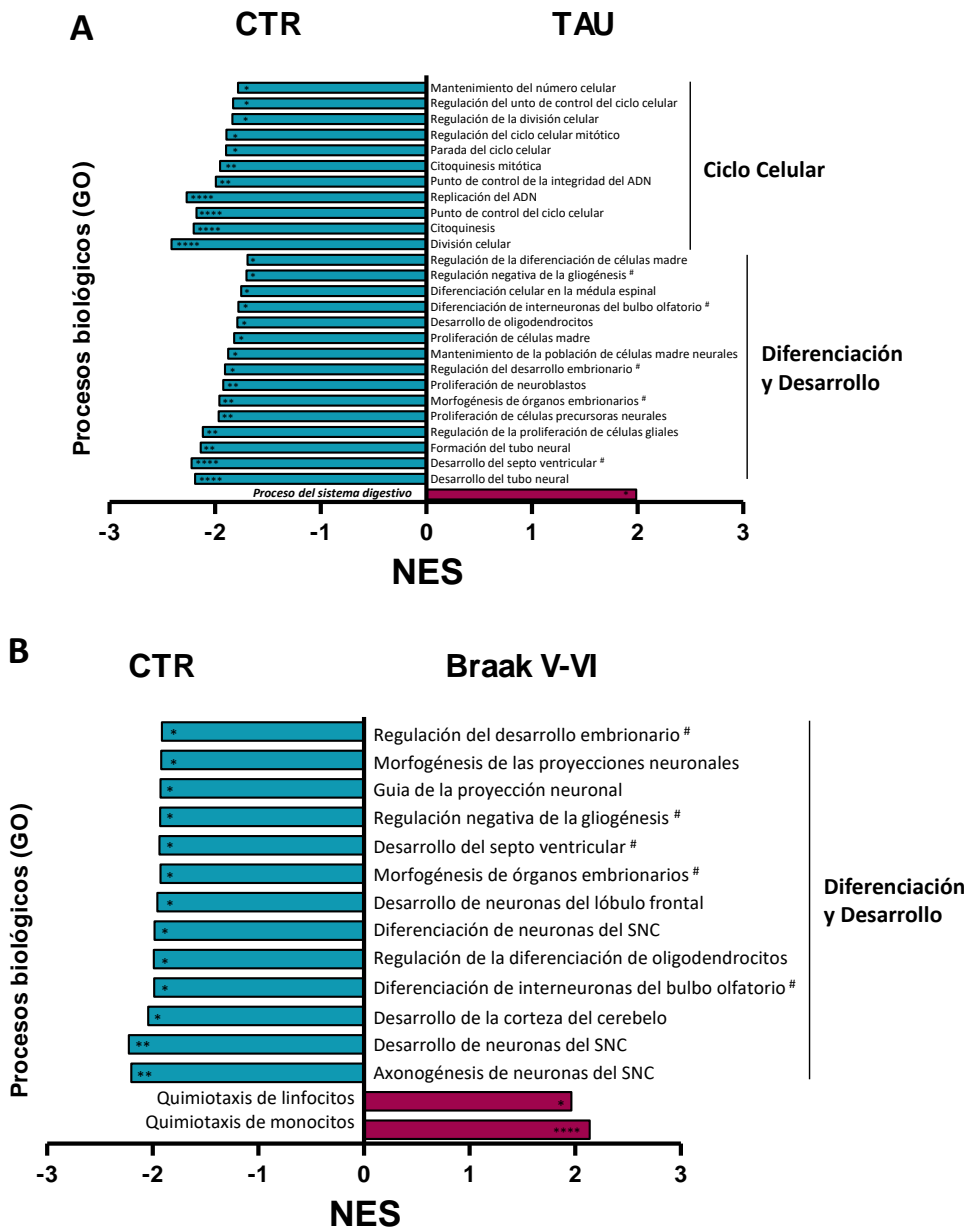 A
CTR
TAU
Procesos biológicos (GO)
* Mantenimiento del número celular
* Regulación del unto de control del ciclo celular
* Regulación de la división celular
* Regulación del ciclo celular mitótico
* Parada del ciclo celular
** Citoquinesis mitótica
** Punto de control de la integridad del ADN
**** Replicación del ADN
**** Punto de control del ciclo celular
**** Citoquinesis
**** División celular
Ciclo Celular
* Regulación de la diferenciación de células madre
* Regulación negativa de la gliogénesis #
* Diferenciación celular en la médula espinal
* Diferenciación de interneuronas del bulbo olfatorio #
* Desarrollo de oligodendrocitos
* Proliferación de células madre
* Mantenimiento de la población de células madre neurales
* Regulación del desarrollo embrionario #
** Proliferación de neuroblastos
** Morfogénesis de órganos embrionarios #
** Proliferación de células precursoras neurales
** Regulación de la proliferación de células gliales
** Formación del tubo neural
**** Desarrollo del septo ventricular #
**** Desarrollo del tubo neural
Diferenciación
y Desarrollo
Proceso del sistema digestivo *
-3 -2 -1 0 1 2 3
NES
B
CTR
Braak V-VI
Procesos biológicos (GO)
* Regulación del desarrollo embrionario #
* Morfogénesis de las proyecciones neuronales
* Guia de la proyección neuronal
* Regulación negativa de la gliogénesis #
* Desarrollo del septo ventricular #
* Morfogénesis de órganos embrionarios #
* Desarrollo de neuronas del lóbulo frontal
* Diferenciación de neuronas del SNC
* Regulación de la diferenciación de oligodendrocitos
* Diferenciación de interneuronas del bulbo olfatorio #
* Desarrollo de la corteza del cerebelo
** Desarrollo de neuronas del SNC
** Axonogénesis de neuronas del SNC
Diferenciación
y Desarrollo
Quimiotaxis de linfocitos *
Quimiotaxis de monocitos ****
-3 -2 -1 0 1 2 3
NES